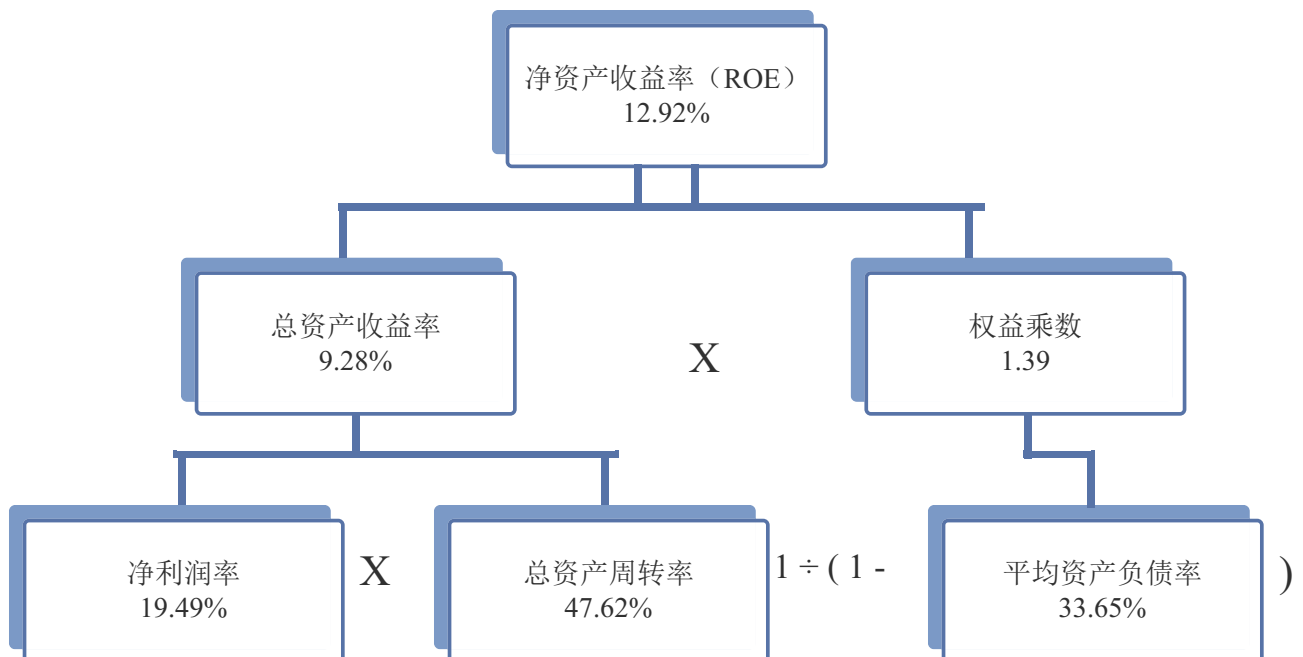 净资产收益率（ROE）
12.92%
总资产收益率
9.28%
X
权益乘数
1.39
净利润率
19.49%
X
总资产周转率
47.62%
1 ÷ ( 1 -
平均资产负债率
33.65%
)